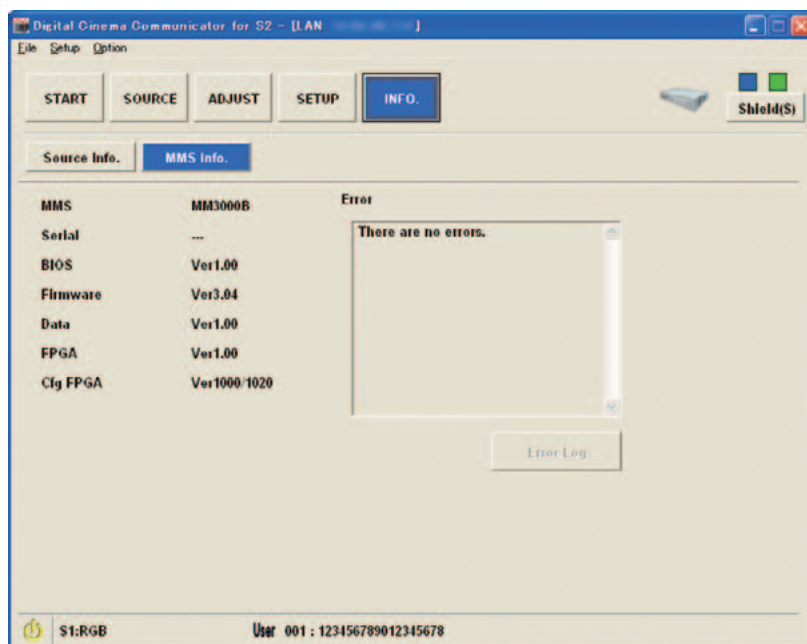 Digital Cinema Communicator for S2 - [LAN ]
File Setup Option
START SOURCE ADJUST SETUP INFO. Shield(S)
Source Info. MMS Info.
MMS MM3000B
Serial ---
BIOS Ver1.00
Firmware Ver3.04
Data Ver1.00
FPGA Ver1.00
Cfg FPGA Ver1000/1020
Error
There are no errors.
Error Log
S1:RGB User 001 : 123456789012345678